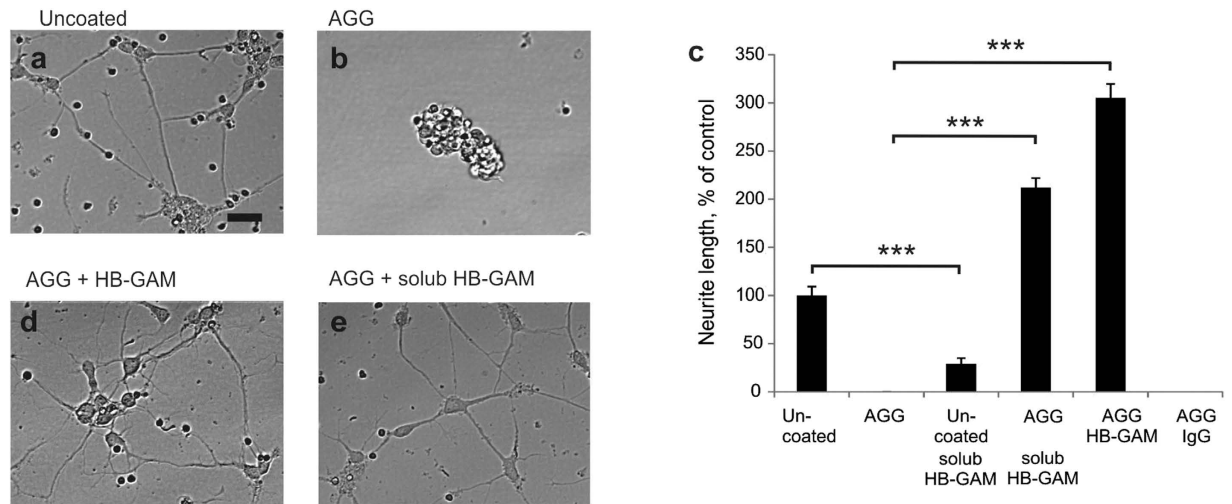 Uncoated
AGG
a
b
AGG + HB-GAM
AGG + solub HB-GAM
d
e
c
Neurite length, % of control
350
300
250
200
150
100
50
0
***
***
***
Un-
coated
AGG
Un-
coated
solub
HB-GAM
AGG
solub
HB-GAM
AGG
HB-GAM
AGG
IgG